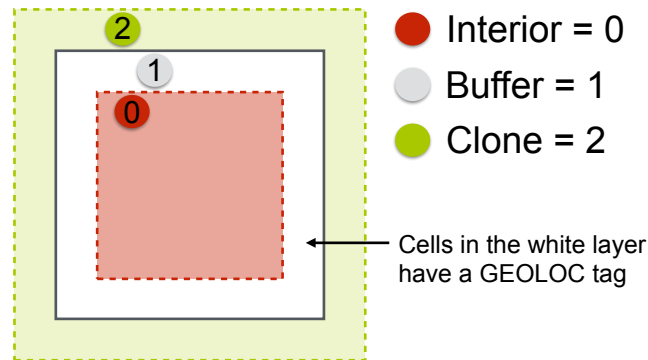 2
1
0
Interior = 0
Buffer = 1
Clone = 2
Cells in the white layer
have a GEOLOC tag